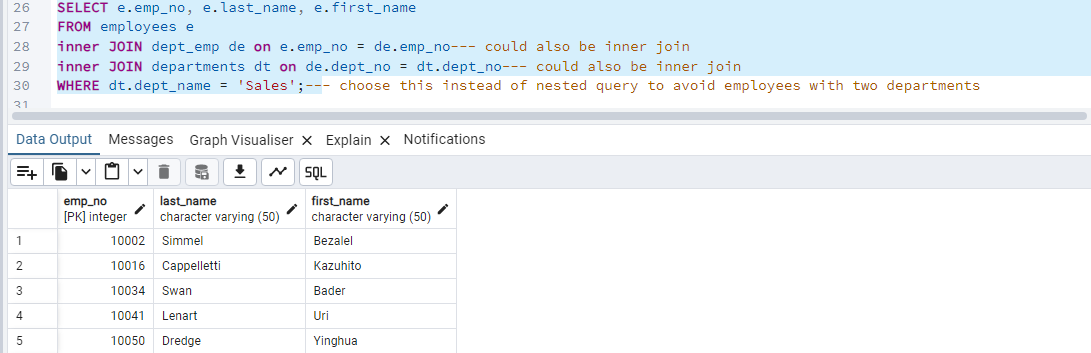 26 SELECT e.emp_no, e.last_name, e.first_name
27 FROM employees e
28 inner JOIN dept_emp de on e.emp_no = de.emp_no--- could also be inner join
29 inner JOIN departments dt on de.dept_no = dt.dept_no--- could also be inner join
30 WHERE dt.dept_name = 'Sales';--- choose this instead of nested query to avoid employees with two departments
31
Data Output Messages Graph Visualiser Explain Notifications
SQL
emp_no last_name first_name
[PK] integer character varying (50) character varying (50)
1 10002 Simmel Bezalel
2 10016 Cappelletti Kazuhito
3 10034 Swan Bader
4 10041 Lenart Uri
5 10050 Dredge Yinghua